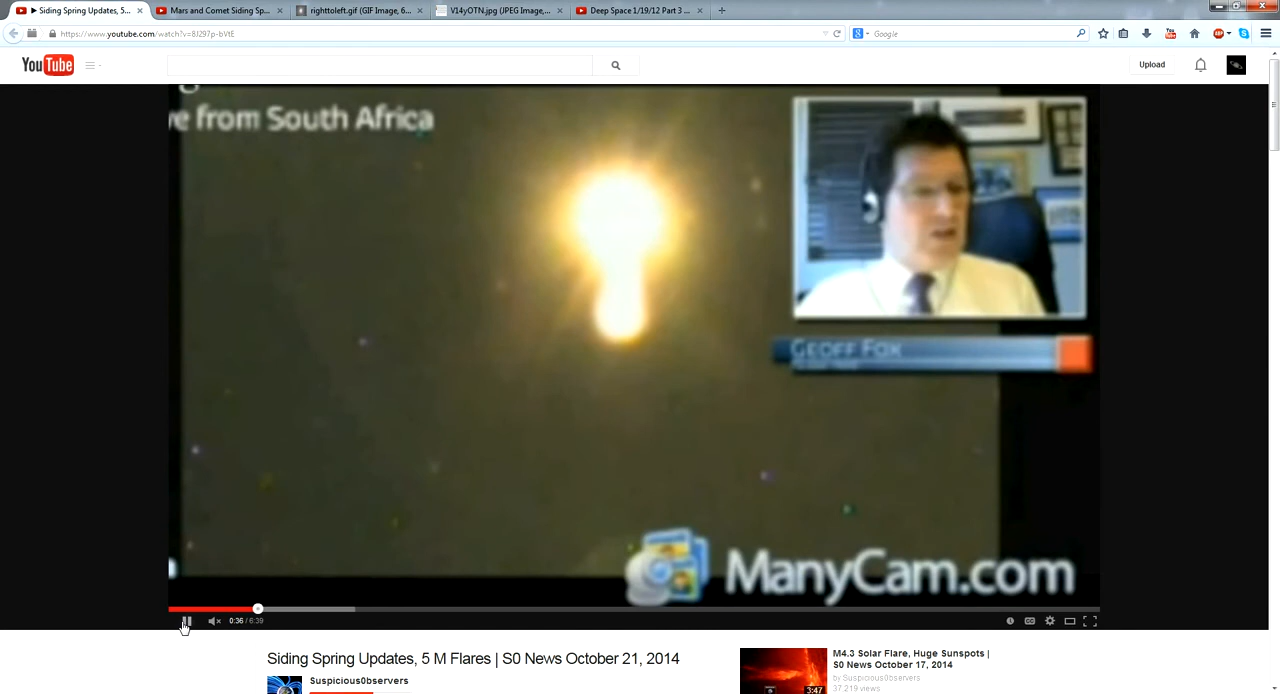 Siding Spring Updates, 5...
Mars and Comet Siding Sp...
righttoleft.gif (GIF Image, 6...
V14yOTN.jpg (JPEG Image,...
Deep Space 1/19/12 Part 3 ...
https://www.youtube.com/watch?v=8J297p-bVtE
Google
YouTube
Upload
ve from South Africa
GEOFF FOX
ManyCam.com
0:36 / 6:39
Siding Spring Updates, 5 M Flares | S0 News October 21, 2014
Suspicious0bservers
M4.3 Solar Flare, Huge Sunspots |
S0 News October 17, 2014
by Suspicious0bservers
37 219 views
3:47